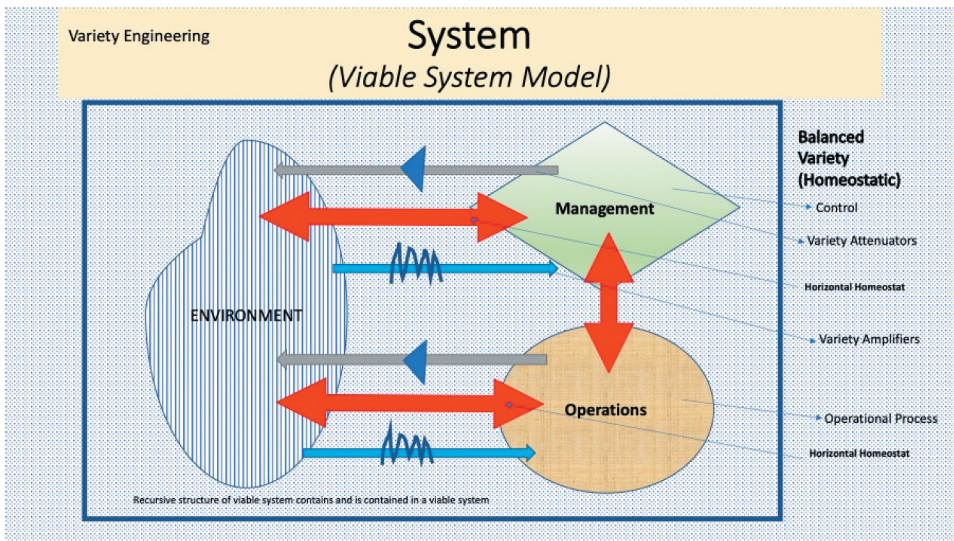 Variety Engineering
System
(Viable System Model)
Balanced
Variety
(Homeostatic)
Management
Control
Variety Attenuators
Horizontal Homeostat
ENVIRONMENT
Variety Amplifiers
Operations
Operational Process
Horizontal Homeostat
Recursive structure of viable system contains and is contained in a viable system